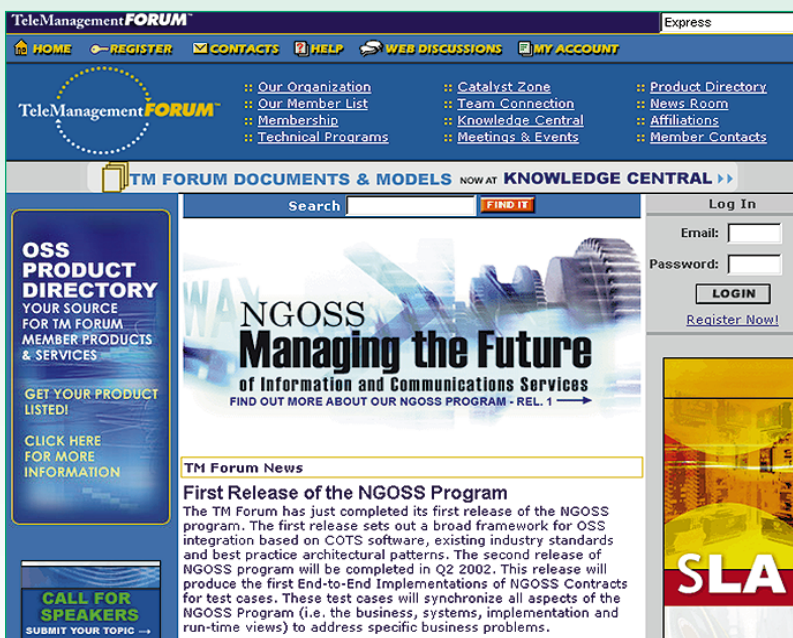 TeleManagement FORUM™
Express
HOME REGISTER CONTACTS HELP WEB DISCUSSIONS MY ACCOUNT
TeleManagement FORUM™
:: Our Organization
:: Our Member List
:: Membership
:: Technical Programs
:: Catalyst Zone
:: Team Connection
:: Knowledge Central
:: Meetings & Events
:: Product Directory
:: News Room
:: Affiliations
:: Member Contacts
TM FORUM DOCUMENTS & MODELS NOW AT KNOWLEDGE CENTRAL
OSS
PRODUCT
DIRECTORY
YOUR SOURCE
FOR TM FORUM
MEMBER PRODUCTS
& SERVICES
GET YOUR PRODUCT
LISTED!
CLICK HERE
FOR MORE
INFORMATION
CALL FOR
SPEAKERS
SUBMIT YOUR TOPIC →
Search FIND IT
WAY
NGOSS
Managing the Future
of Information and Communications Services
FIND OUT MORE ABOUT OUR NGOSS PROGRAM - REL. 1 →
TM Forum News
First Release of the NGOSS Program
The TM Forum has just completed its first release of the NGOSS
program. The first release sets out a broad framework for OSS
integration based on COTS software, existing industry standards
and best practice architectural patterns. The second release of
NGOSS program will be completed in Q2 2002. This release will
produce the first End-to-End Implementations of NGOSS Contracts
for test cases. These test cases will synchronize all aspects of the
NGOSS Program (i.e. the business, systems, implementation and
run-time views) to address specific business problems.
Log In
Email:
Password:
LOGIN
Register Now!
SLA